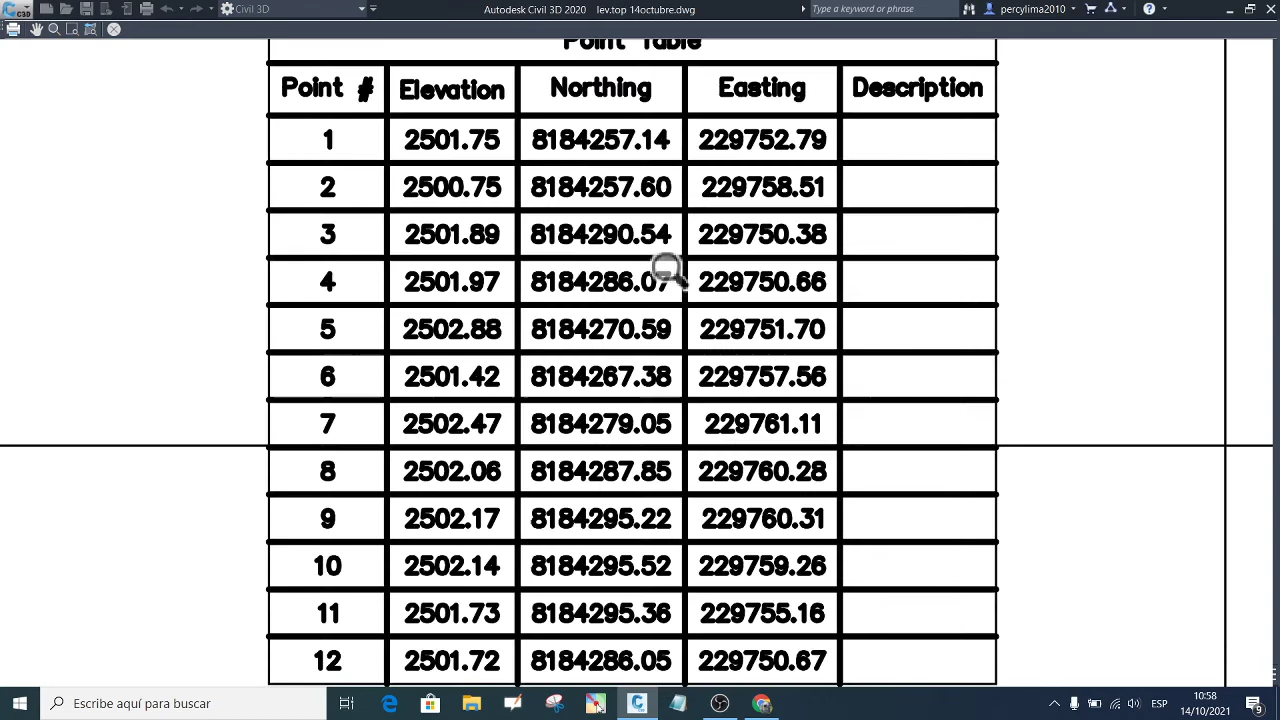 Civil 3D
Autodesk Civil 3D 2020 lev.top 14octubre.dwg
Type a keyword or phrase
percylima2010
C3D
Point Table
Point # Elevation Northing Easting Description
1 2501.75 8184257.14 229752.79
2 2500.75 8184257.60 229758.51
3 2501.89 8184290.54 229750.38
4 2501.97 8184286.07 229750.66
5 2502.88 8184270.59 229751.70
6 2501.42 8184267.38 229757.56
7 2502.47 8184279.05 229761.11
8 2502.06 8184287.85 229760.28
9 2502.17 8184295.22 229760.31
10 2502.14 8184295.52 229759.26
11 2501.73 8184295.36 229755.16
12 2501.72 8184286.05 229750.67
Escribe aquí para buscar
ESP
10:58
14/10/2021